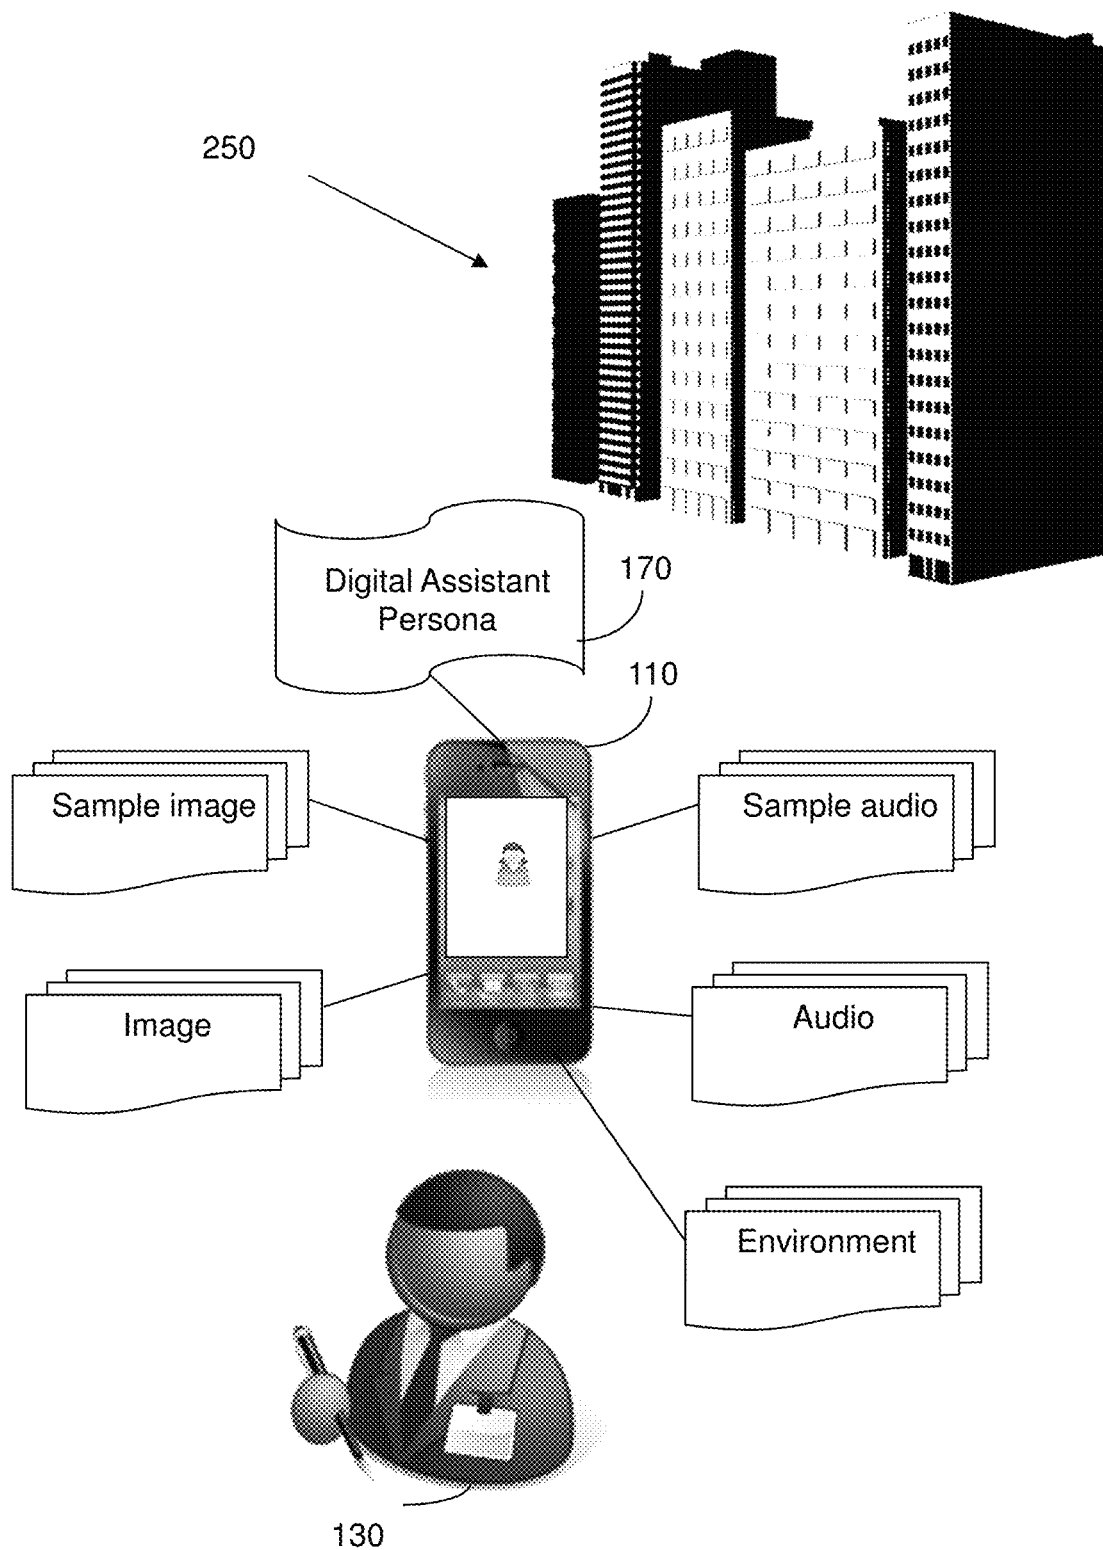 250
Digital Assistant
Persona
170
110
Sample image
Sample audio
Image
Audio
Environment
130